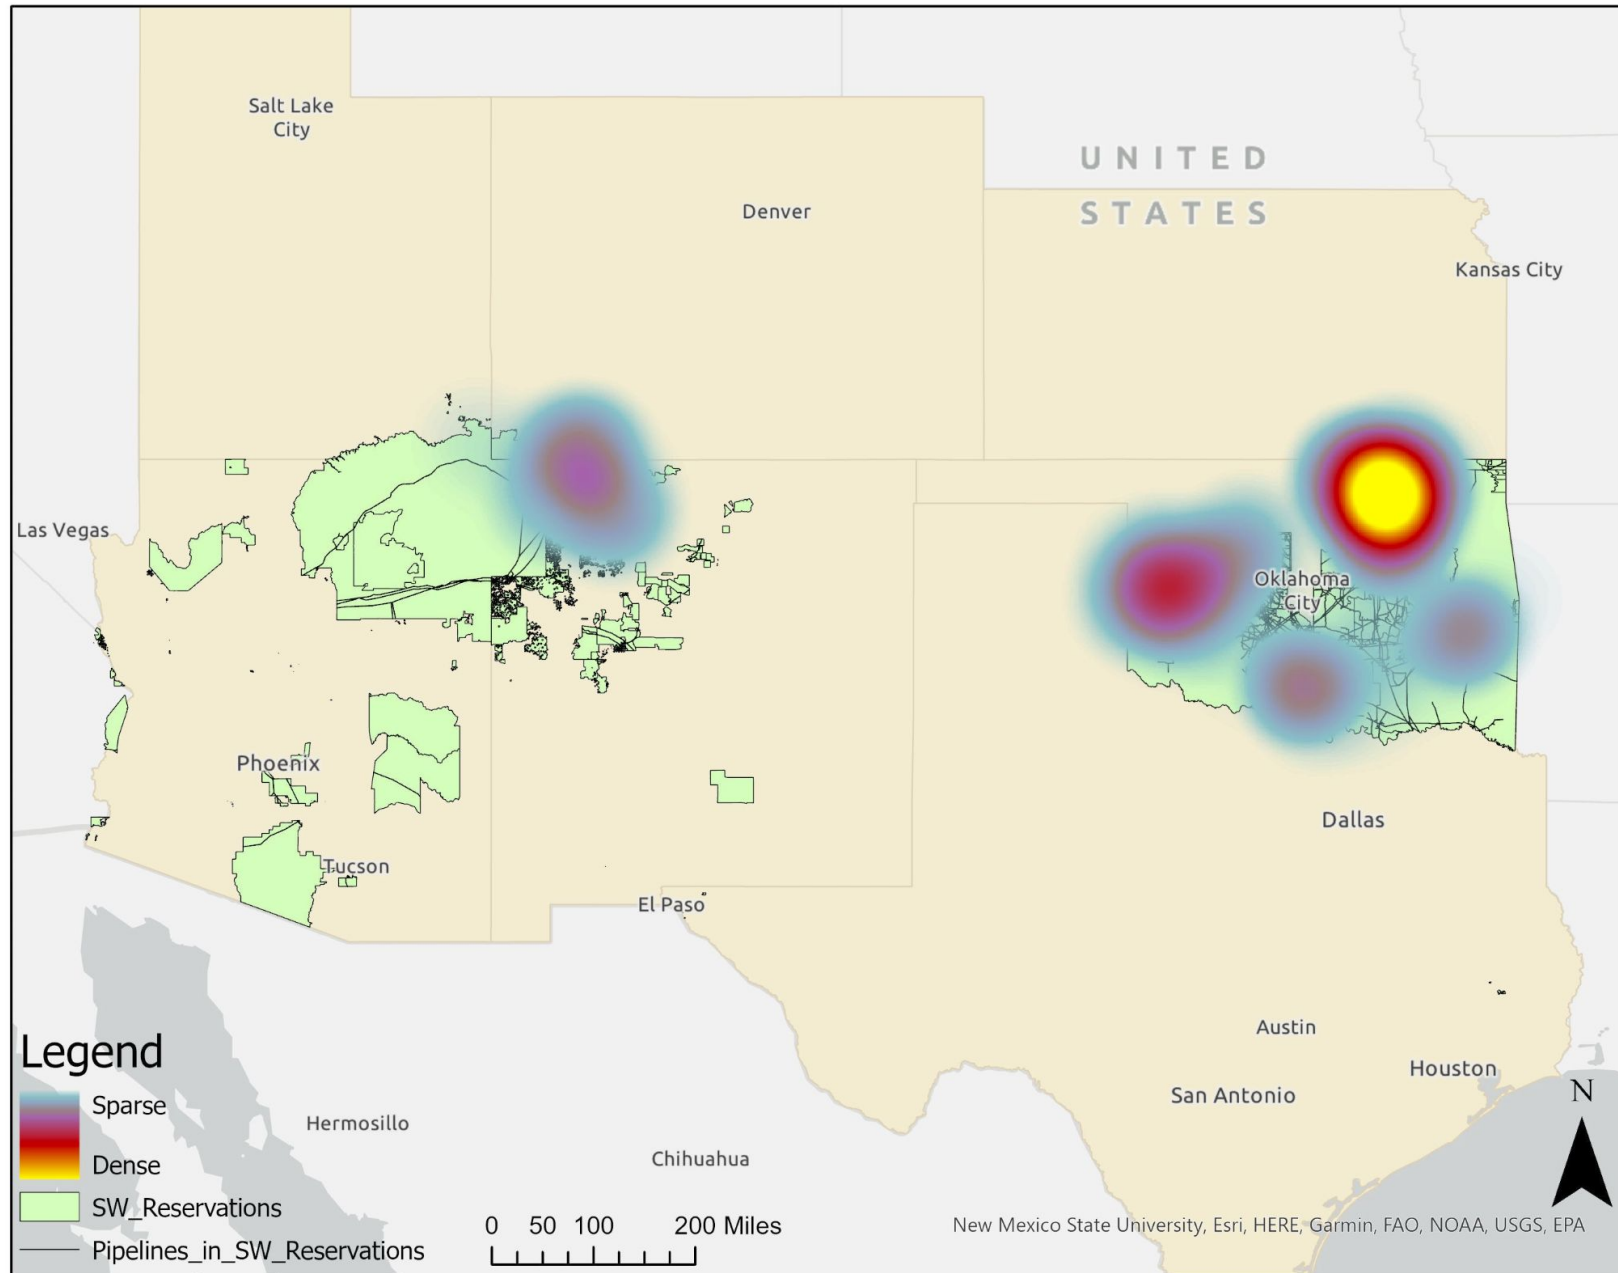 Salt Lake
City
UNITED
STATES
Denver
Kansas City
Las Vegas
Oklahoma
City
Phoenix
Tucson
Dallas
El Paso
Austin
Houston
San Antonio
Hermosillo
Chihuahua
N
Legend
Sparse
Dense
SW_Reservations
Pipelines_in_SW_Reservations
0 50 100 200 Miles
New Mexico State University, Esri, HERE, Garmin, FAO, NOAA, USGS, EPA